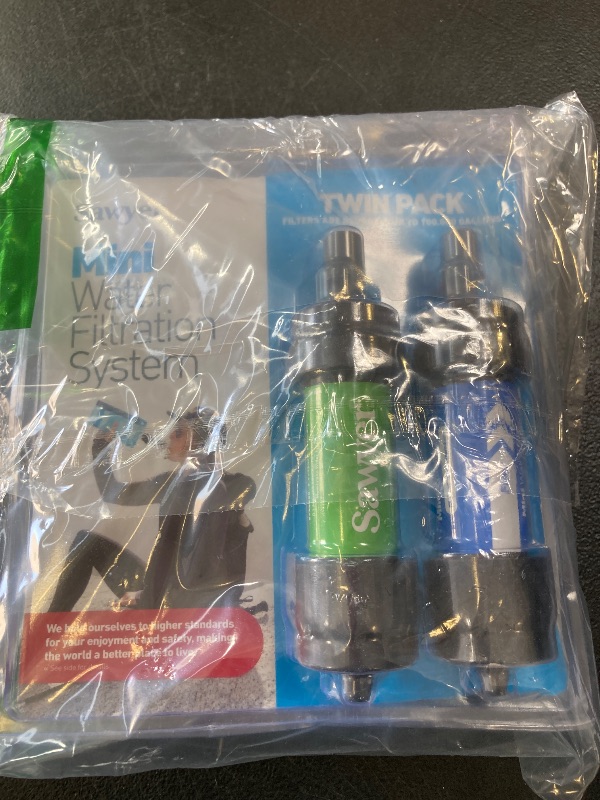 Sawyer
Mini
Water
Filtration
System
We hold ourselves to higher standards
for your enjoyment and safety, making
the world a better place to live.
TWIN PACK
Sawyer